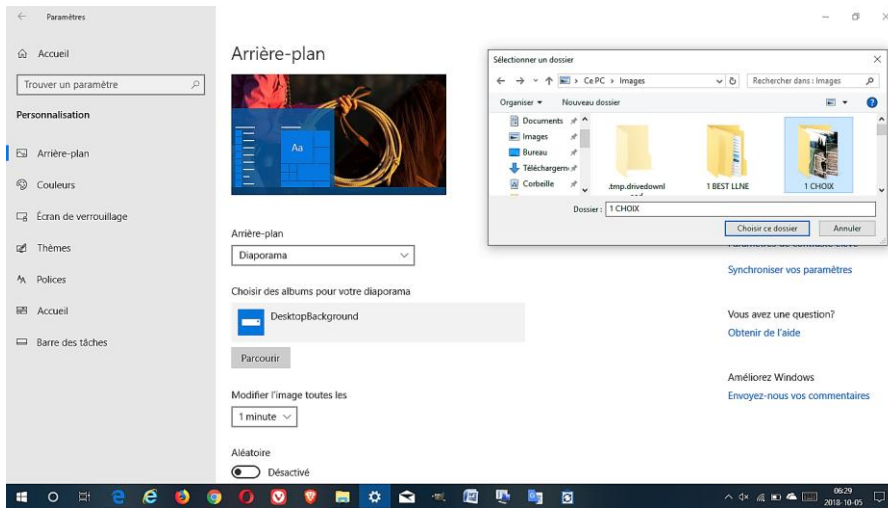 Paramètres
Accueil
Trouver un paramètre
Personnalisation
Arrière-plan
Couleurs
Écran de verrouillage
Thèmes
Polices
Accueil
Barre des tâches
Arrière-plan
Aa
Arrière-plan
Diaporama
Choisir des albums pour votre diaporama
DesktopBackground
Parcourir
Modifier l'image toutes les
1 minute
Aléatoire
Désactivé
Sélectionner un dossier
Ce PC > Images
Rechercher dans : Images
Organiser
Nouveau dossier
Documents
Images
Bureau
Téléchargem
Corbeille
.tmp.drivedownl
1 BEST LLNE
1 CHOIX
Dossier : 1 CHOIX
Choisir ce dossier
Annuler
Paramètres de contraste élevé
Synchroniser vos paramètres
Vous avez une question?
Obtenir de l'aide
Améliorez Windows
Envoyez-nous vos commentaires
06:29
2018-10-05